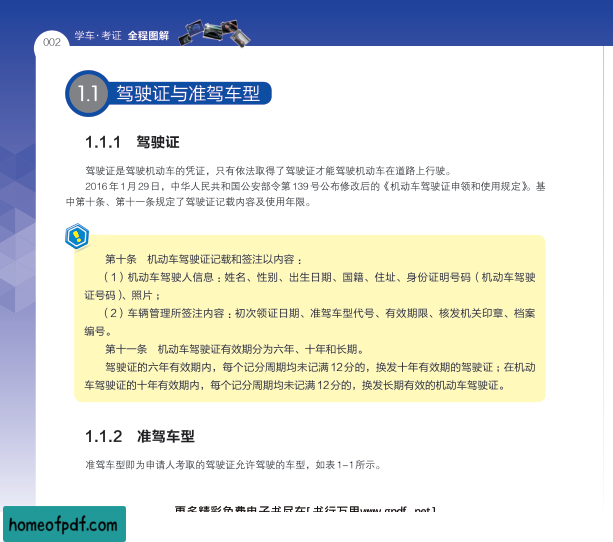 002
学车·考证 全程图解
1.1 驾驶证与准驾车型
1.1.1 驾驶证
驾驶证是驾驶机动车的凭证，只有依法取得了驾驶证才能驾驶机动车在道路上行驶。
2016年1月29日，中华人民共和国公安部令第139号公布修改后的《机动车驾驶证申领和使用规定》。基
中第十条、第十一条规定了驾驶证记载内容及使用年限。
第十条 机动车驾驶证记载和签注以内容：
（1）机动车驾驶人信息：姓名、性别、出生日期、国籍、住址、身份证明号码（机动车驾驶
证号码）、照片；
（2）车辆管理所签注内容：初次领证日期、准驾车型代号、有效期限、核发机关印章、档案
编号。
第十一条 机动车驾驶证有效期分为六年、十年和长期。
驾驶证的六年有效期内，每个记分周期均未记满12分的，换发十年有效期的驾驶证；在机动
车驾驶证的十年有效期内，每个记分周期均未记满12分的，换发长期有效的机动车驾驶证。
1.1.2 准驾车型
准驾车型即为申请人考取的驾驶证允许驾驶的车型，如表1-1所示。
更多精彩免费电子书尽在[书行万里www.gpdf.net]
homeofpdf.com